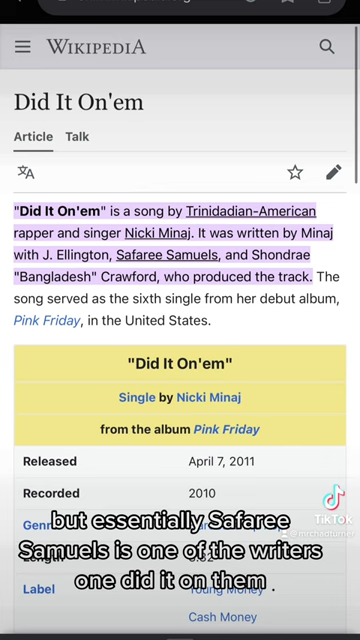 WIKIPEDIA
Did It On'em
Article Talk
"Did It On'em" is a song by Trinidadian-American
rapper and singer Nicki Minaj. It was written by Minaj
with J. Ellington, Safaree Samuels, and Shondrae
"Bangladesh" Crawford, who produced the track. The
song served as the sixth single from her debut album,
Pink Friday, in the United States.
"Did It On'em"
Single by Nicki Minaj
from the album Pink Friday
Released April 7, 2011
Recorded 2010
but essentially Safaree
Samuels is one of the writers
one did it on them .
TikTok
Label Young Money
Cash Money